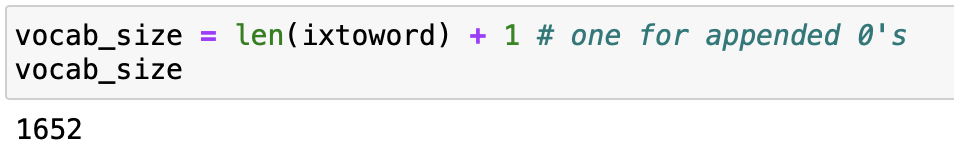 vocab_size = len(ixtoword) + 1 # one for appended 0's
vocab_size
1652